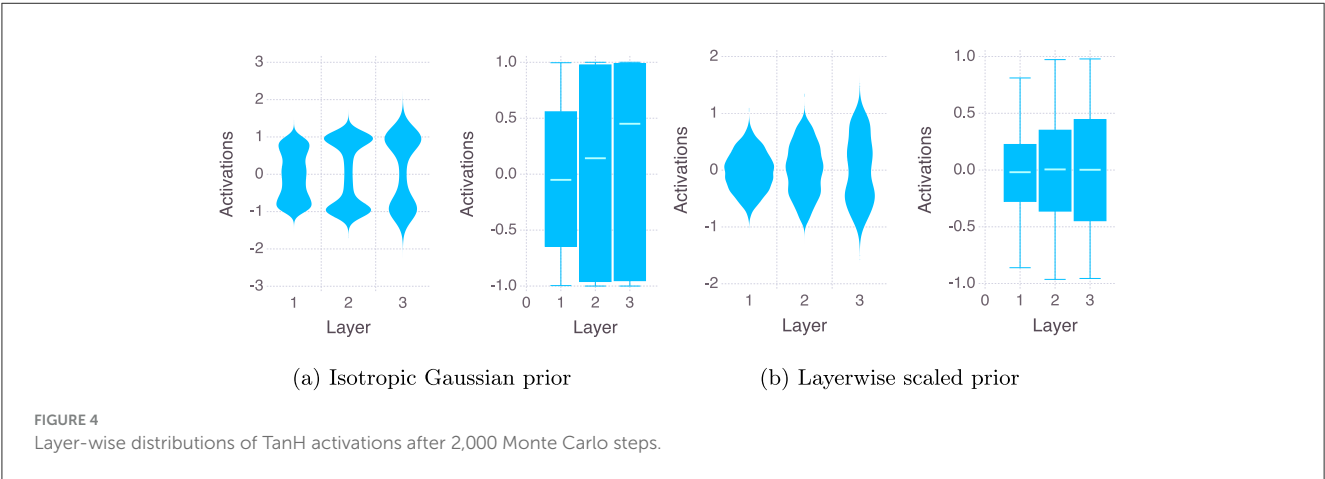 3
2
1
0
-1
-2
-3
Activations
1 2 3
Layer
1.0
0.5
0.0
-0.5
-1.0
Activations
0 1 2 3
Layer
(a) Isotropic Gaussian prior
2
1
0
-1
-2
Activations
1 2 3
Layer
1.0
0.5
0.0
-0.5
-1.0
Activations
0 1 2 3
Layer
(b) Layerwise scaled prior
FIGURE 4
Layer-wise distributions of TanH activations after 2,000 Monte Carlo steps.